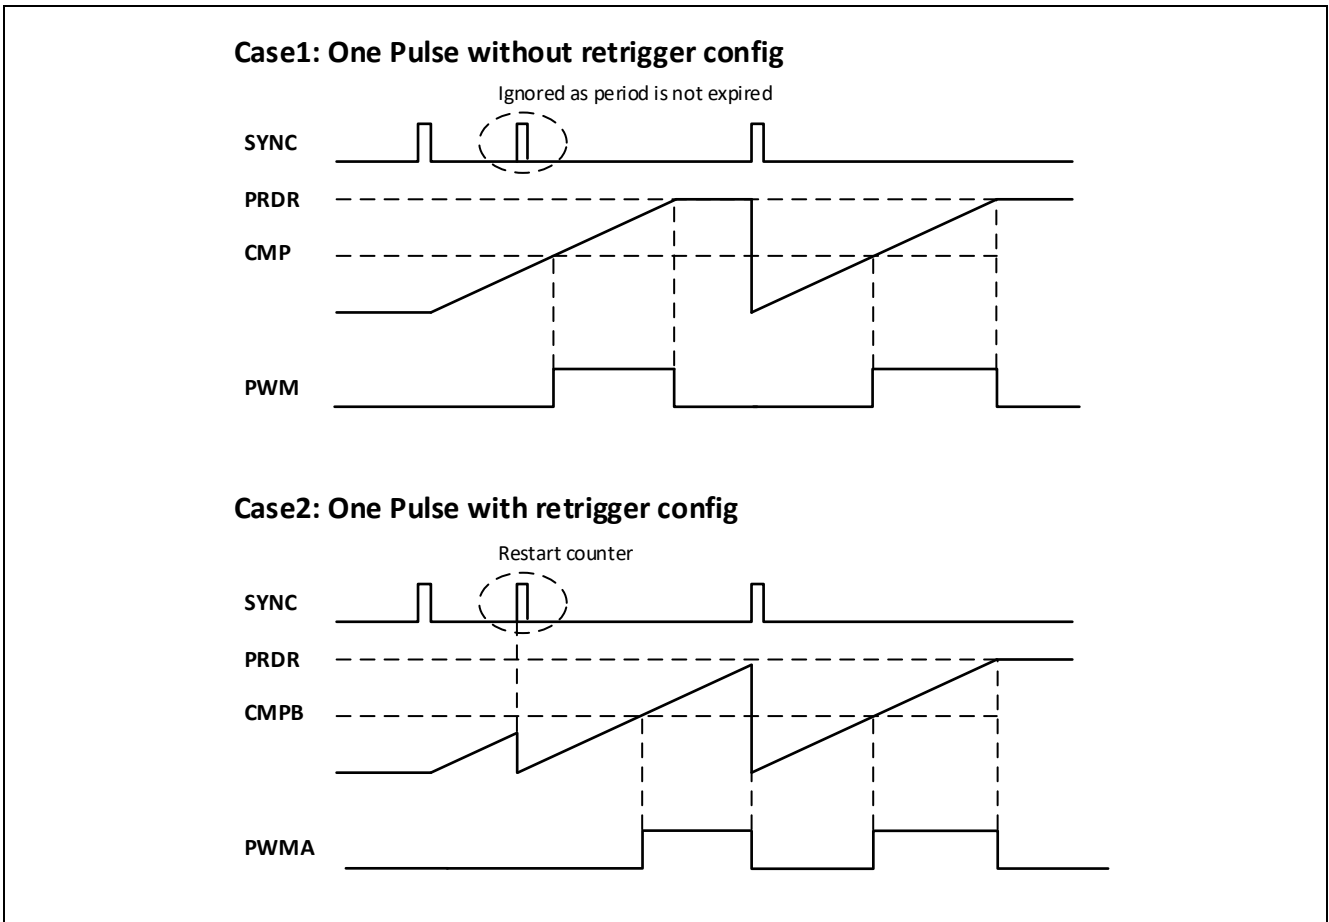 Case1: One Pulse without retrigger config
Ignored as period is not expired
SYNC
PRDR
CMP
PWM
Case2: One Pulse with retrigger config
Restart counter
SYNC
PRDR
CMPB
PWMA